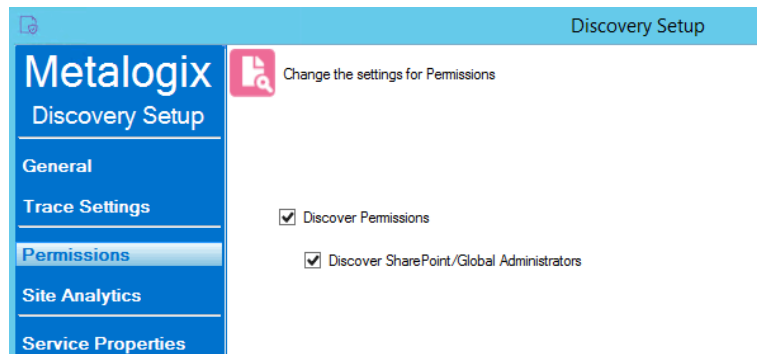 Discovery Setup
Metalogix
Discovery Setup
Change the settings for Permissions
General
Trace Settings
Discover Permissions
Permissions
Discover SharePoint/Global Administrators
Site Analytics
Service Properties